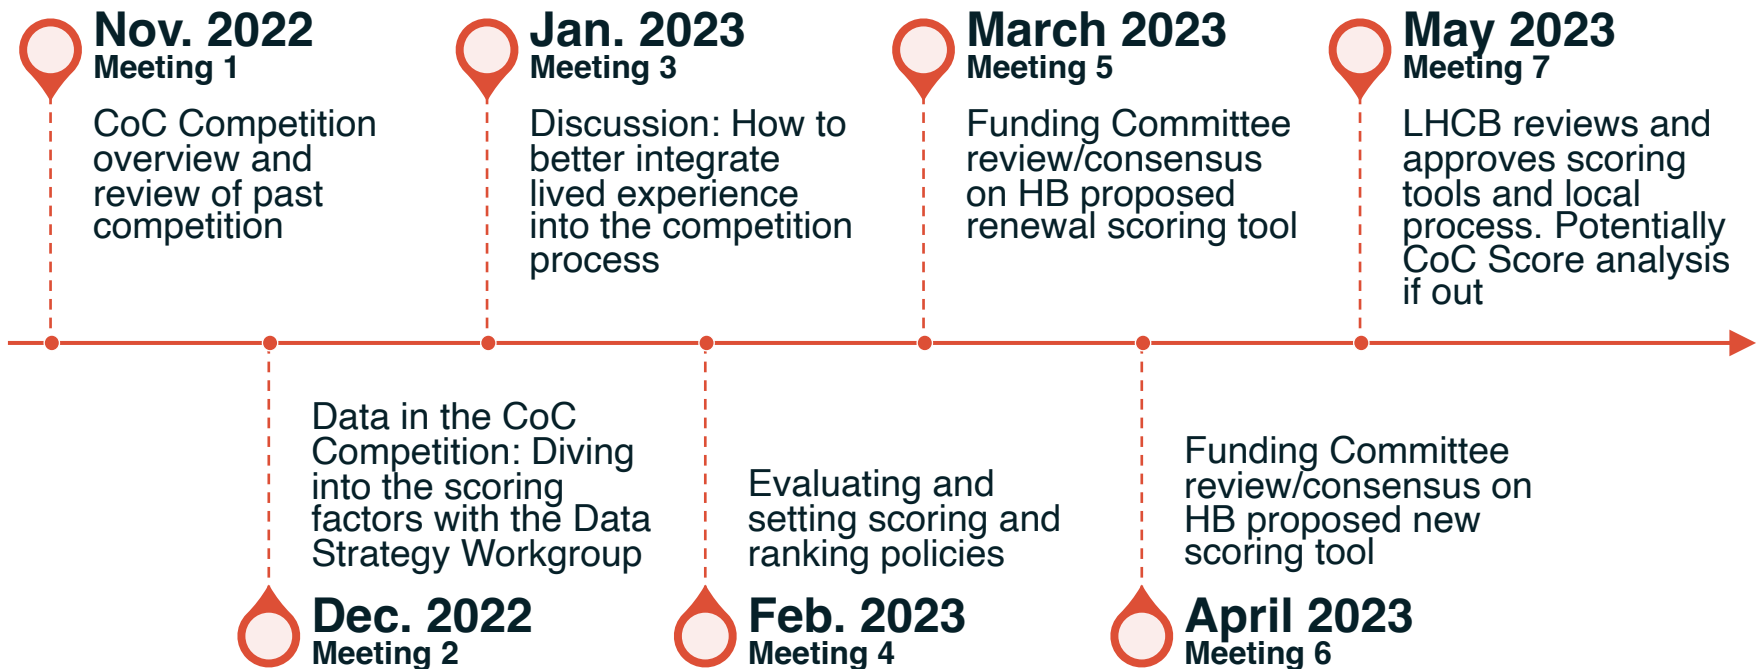 Nov. 2022
Meeting 1
CoC Competition
overview and
review of past
competition
Jan. 2023
Meeting 3
Discussion: How to
better integrate
lived experience
into the competition
process
March 2023
Meeting 5
Funding Committee
review/consensus
on HB proposed
renewal scoring tool
May 2023
Meeting 7
LHCB reviews and
approves scoring
tools and local
process. Potentially
CoC Score analysis
if out
Data in the CoC
Competition: Diving
into the scoring
factors with the Data
Strategy Workgroup
Dec. 2022
Meeting 2
Evaluating and
setting scoring and
ranking policies
Feb. 2023
Meeting 4
Funding Committee
review/consensus on
HB proposed new
scoring tool
April 2023
Meeting 6